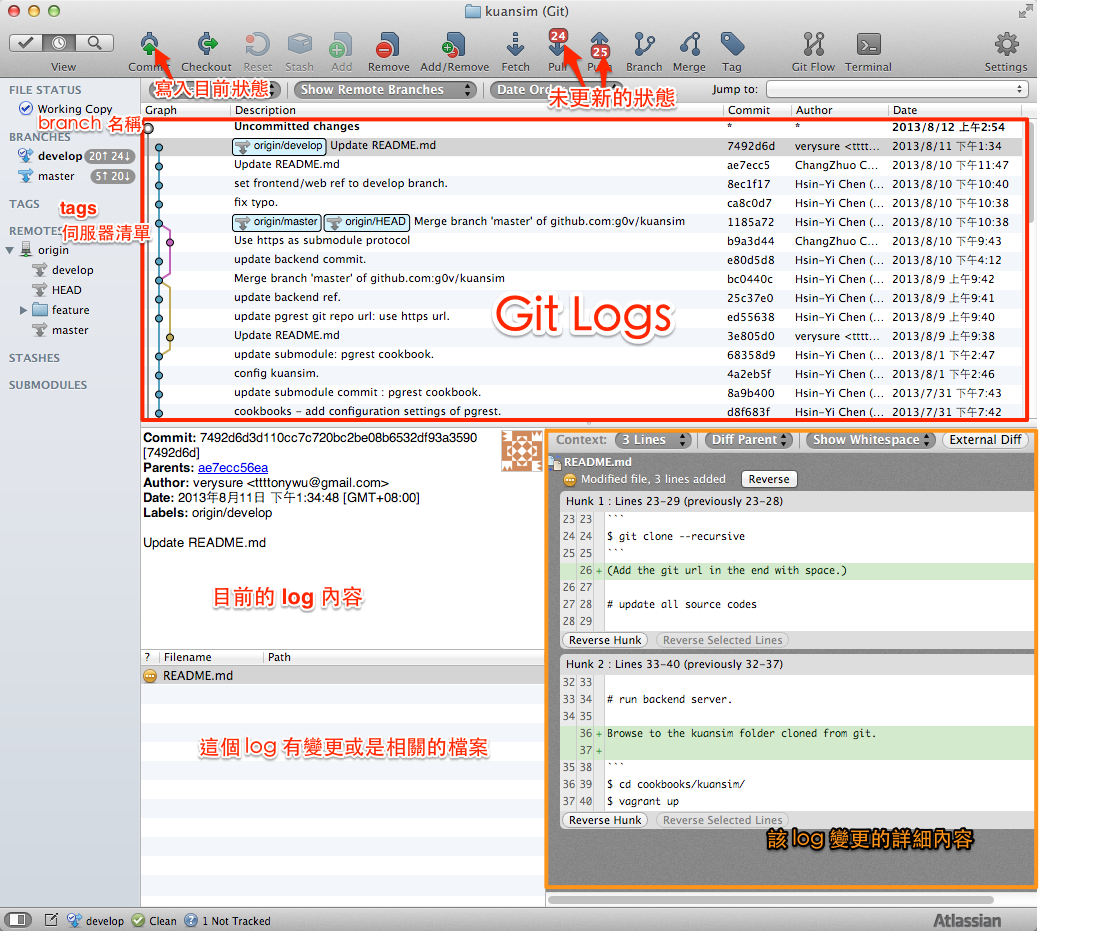 kuansim (Git)
24
25
View Commit Checkout Reset Stash Add Remove Add/Remove Fetch Pull Push Branch Merge Tag Git Flow Terminal Settings
寫入目前狀態
未更新的狀態
Show Remote Branches Date Order Jump to:
FILE STATUS
Working Copy
branch 名稱
BRANCHES
develop 20↑ 24↓
master 5↑ 20↓
TAGS
tags
伺服器清單
REMOTES
origin
develop
HEAD
feature
master
STASHES
SUBMODULES
Graph Description Commit Author Date
Uncommitted changes * * 2013/8/12 上午2:54
origin/develop Update README.md 7492d6d verysure <tttt... 2013/8/11 下午1:34
Update README.md ae7ecc5 ChangZhuo C... 2013/8/10 下午11:47
set frontend/web ref to develop branch. 8ec1f17 Hsin-Yi Chen (... 2013/8/10 下午10:40
fix typo. ca8c0d7 Hsin-Yi Chen (... 2013/8/10 下午10:38
origin/master origin/HEAD Merge branch 'master' of github.com:g0v/kuansim 1185a72 Hsin-Yi Chen (... 2013/8/10 下午10:38
Use https as submodule protocol b9a3d44 ChangZhuo C... 2013/8/10 下午9:43
update backend commit. e80d5d8 Hsin-Yi Chen (... 2013/8/10 下午4:12
Merge branch 'master' of github.com:g0v/kuansim bc0440c Hsin-Yi Chen (... 2013/8/9 上午9:42
update backend ref. 25c37e0 Hsin-Yi Chen (... 2013/8/9 上午9:41
update pgrest git repo url: use https url. ed55638 Hsin-Yi Chen (... 2013/8/9 上午9:40
Update README.md 3e805d0 verysure <tttt... 2013/8/9 上午9:38
update submodule: pgrest cookbook. 68358d9 Hsin-Yi Chen (... 2013/8/1 上午2:47
config kuansim. 4a2eb5f Hsin-Yi Chen (... 2013/8/1 上午2:46
update submodule commit : pgrest cookbook. 8a9b400 Hsin-Yi Chen (... 2013/7/31 下午7:43
cookbooks - add configuration settings of pgrest. d8f683f Hsin-Yi Chen (... 2013/7/31 下午7:42
Git Logs
Commit: 7492d6d3d110cc7c720bc2be08b6532df93a3590
[7492d6d]
Parents: ae7ecc56ea
Author: verysure <ttttonywu@gmail.com>
Date: 2013年8月11日 下午1:34:48 [GMT+08:00]
Labels: origin/develop
Update README.md
目前的 log 內容
? Filename Path
README.md
這個 log 有變更或是相關的檔案
Context: 3 Lines Diff Parent Show Whitespace External Diff
README.md
Modified file, 3 lines added Reverse
Hunk 1 : Lines 23-29 (previously 23-28)
23 23 ```
24 24 $ git clone --recursive
25 25 ```
26 + (Add the git url in the end with space.)
26 27
27 28 # update all source codes
28 29
Reverse Hunk Reverse Selected Lines
Hunk 2 : Lines 33-40 (previously 32-37)
32 33
33 34 # run backend server.
34 35
36 + Browse to the kuansim folder cloned from git.
37 +
35 38 ```
36 39 $ cd cookbooks/kuansim/
37 40 $ vagrant up
Reverse Hunk Reverse Selected Lines
該 log 變更的詳細內容
develop Clean 1 Not Tracked Atlassian